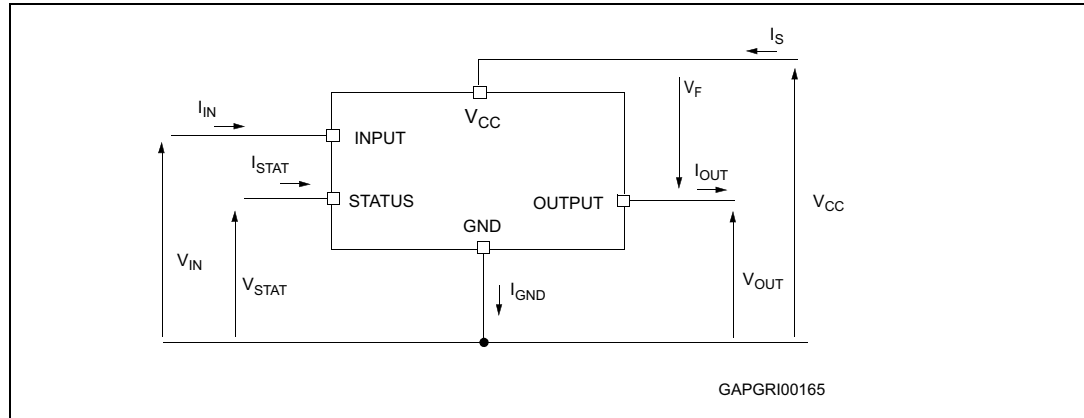 I_S
V_F
I_IN
V_CC
INPUT
I_STAT
I_OUT
STATUS
OUTPUT
V_CC
GND
V_IN
V_STAT
I_GND
V_OUT
GAPGRI00165